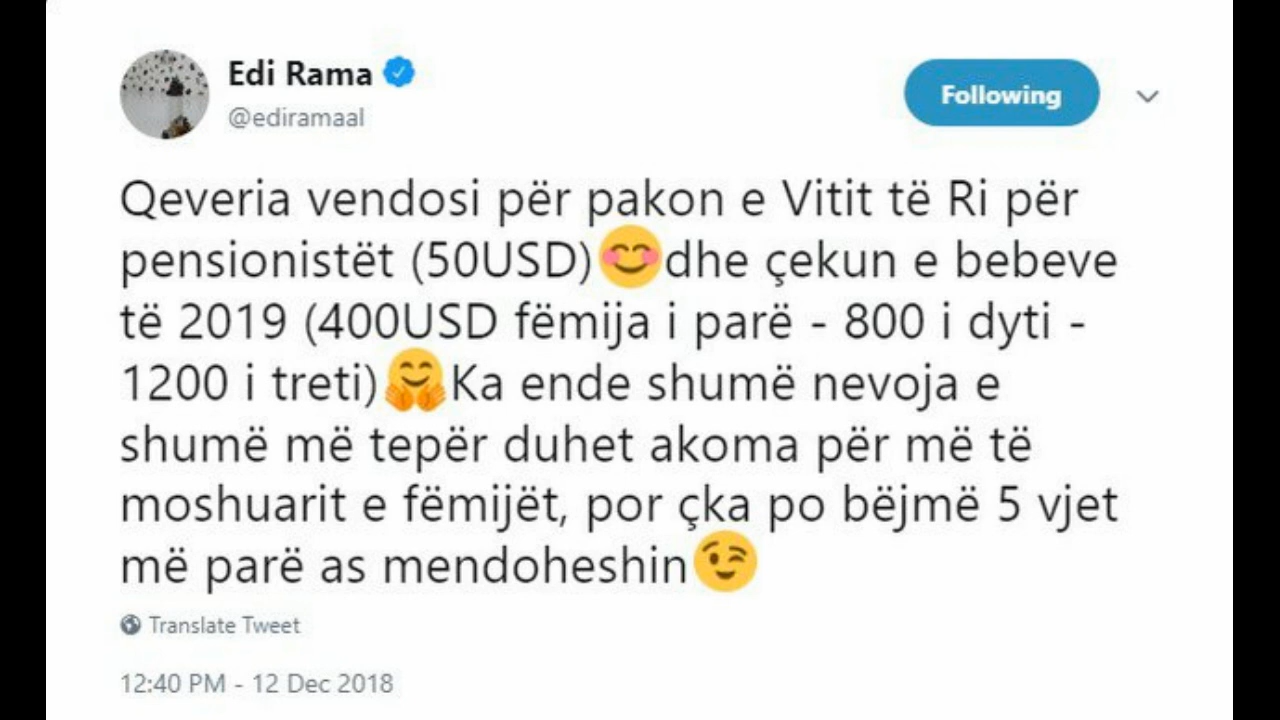 Edi Rama
@ediramaal
Following
Qeveria vendosi për pakon e Vitit të Ri për
pensionistët (50USD)😊dhe çekun e bebeve
të 2019 (400USD fëmija i parë - 800 i dyti -
1200 i treti)🤗Ka ende shumë nevoja e
shumë më tepër duhet akoma për më të
moshuarit e fëmijët, por çka po bëjmë 5 vjet
më parë as mendoheshin😉
Translate Tweet
12:40 PM - 12 Dec 2018